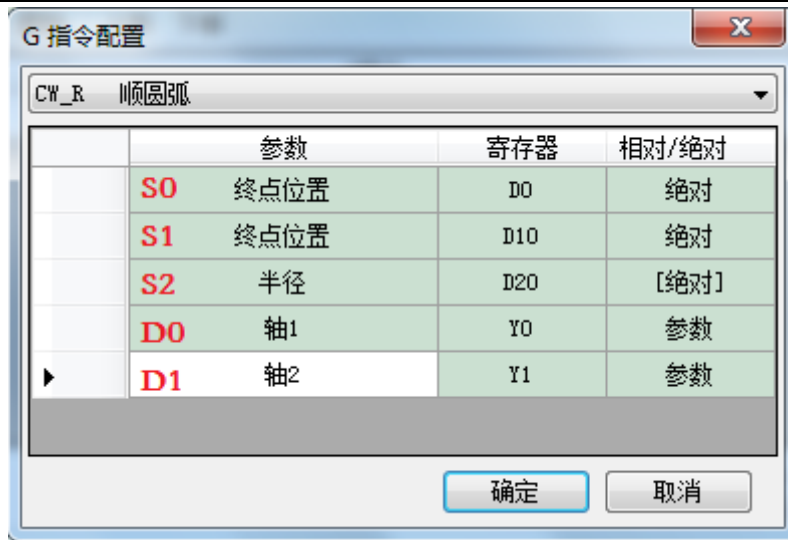 G 指令配置
CW_R 顺圆弧
参数 寄存器 相对/绝对
S0 终点位置 D0 绝对
S1 终点位置 D10 绝对
S2 半径 D20 [绝对]
D0 轴1 Y0 参数
D1 轴2 Y1 参数
确定 取消